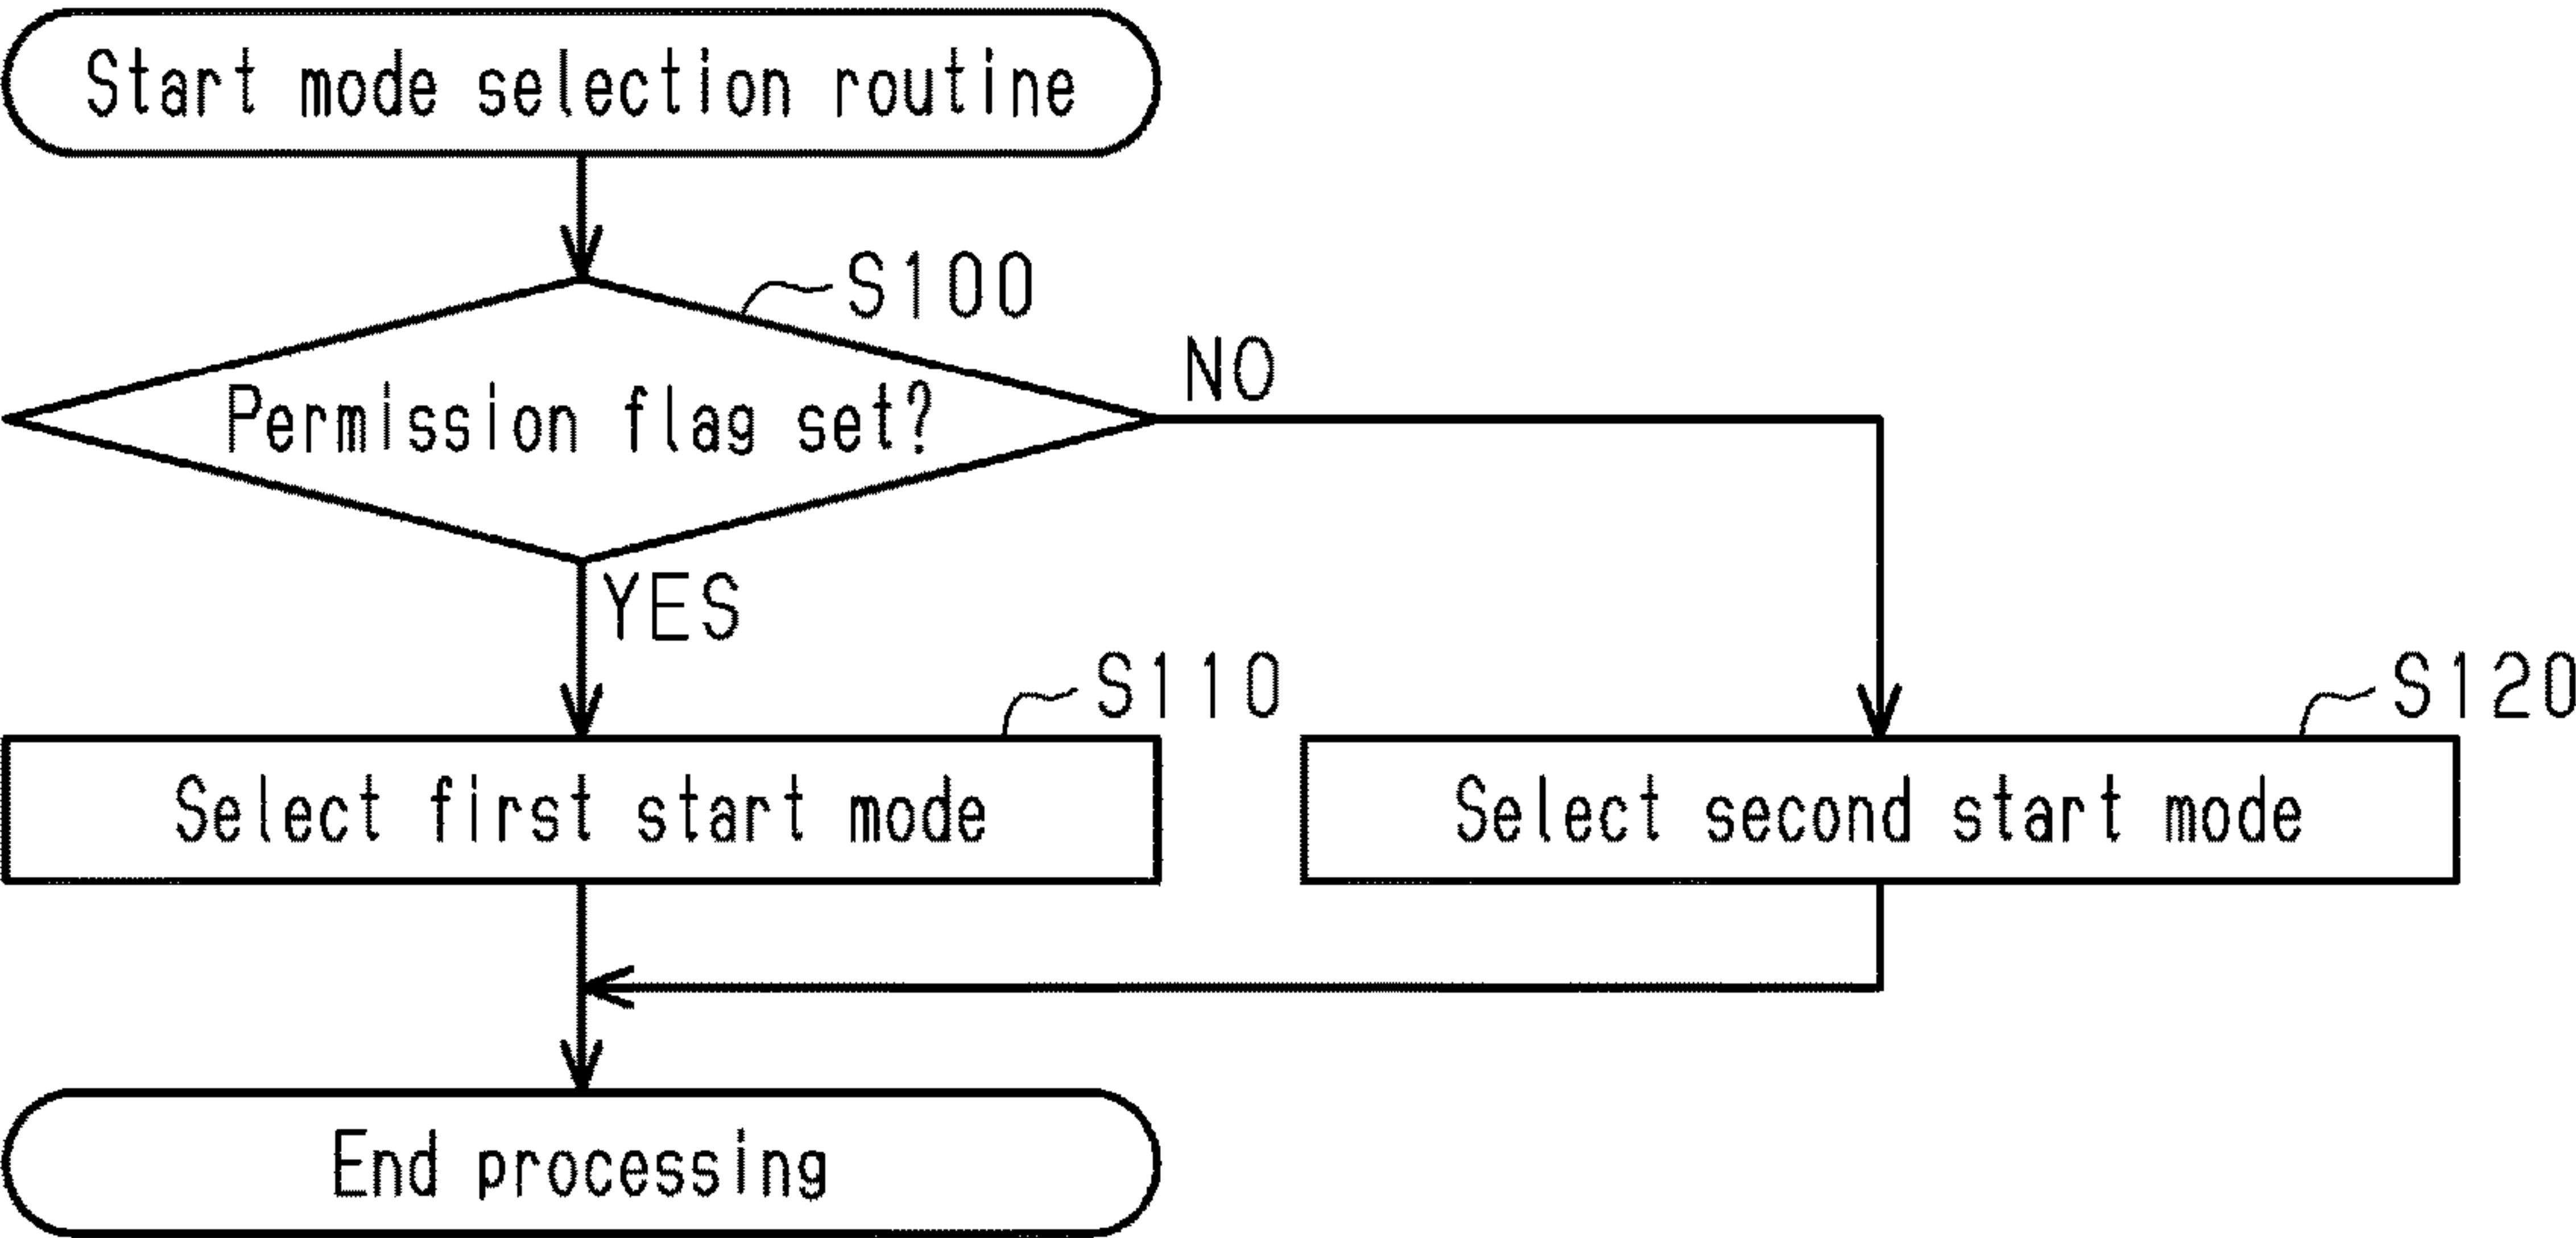 Start mode selection routine
S100
Permission flag set?
NO
YES
S110
S120
Select first start mode
Select second start mode
End processing